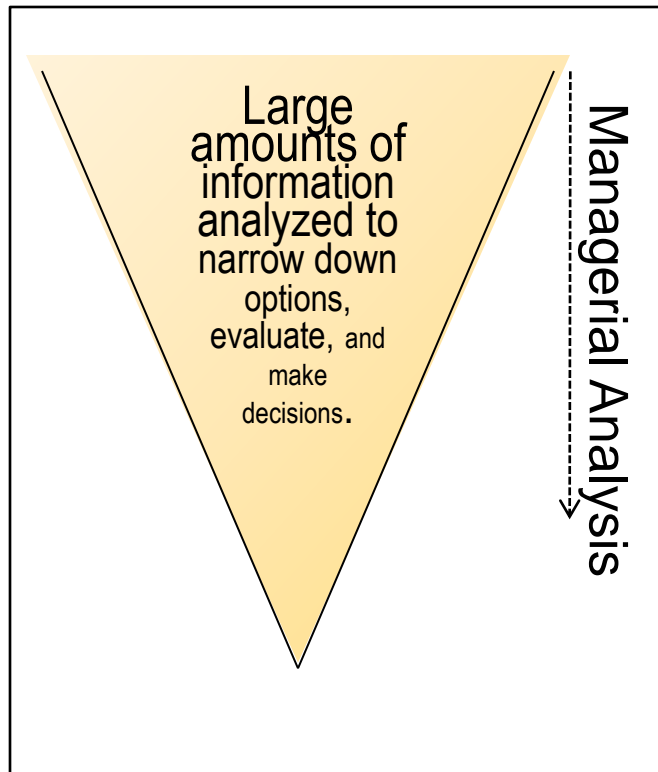 Large
amounts of
information
analyzed to
narrow down
options,
evaluate, and
make
decisions.
Managerial Analysis